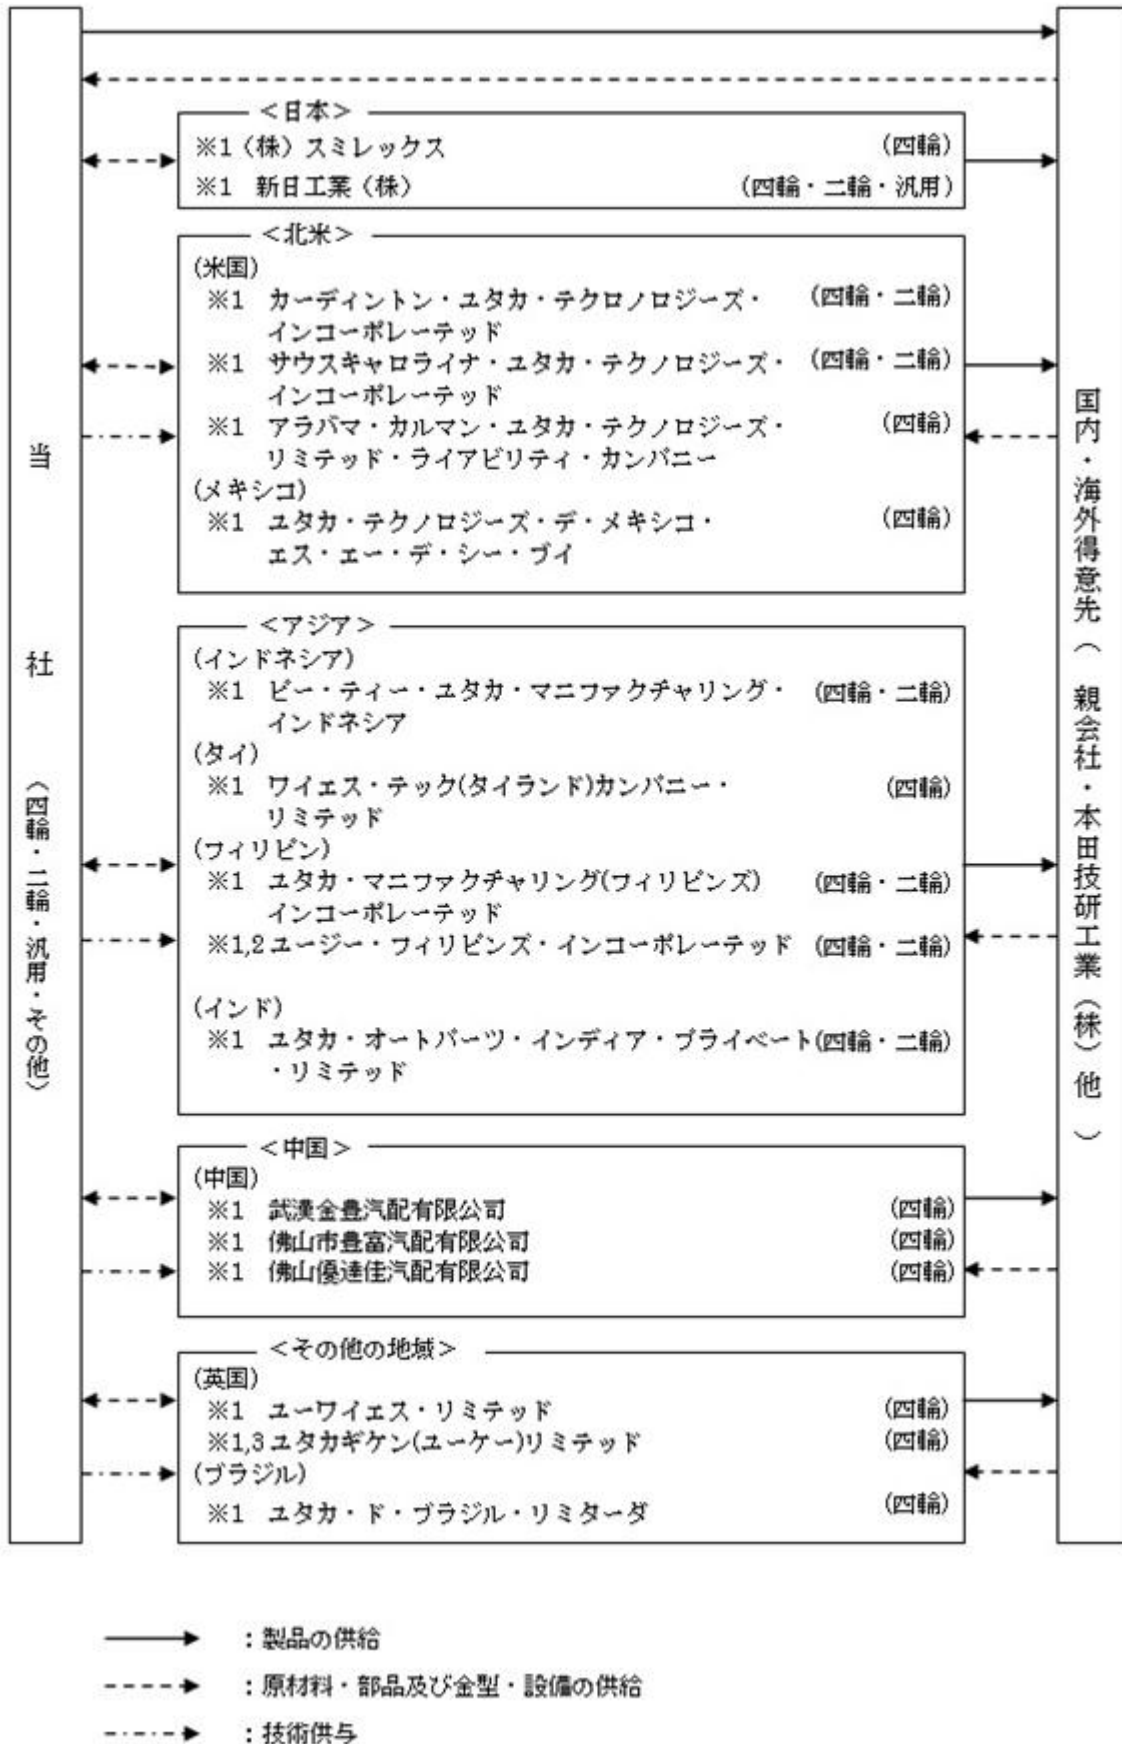 当社
(四輪・二輪・汎用・その他)
<日本>
※1 (株) スミレックス (四輪)
※1 新日工業 (株) (四輪・二輪・汎用)
<北米>
(米国)
※1 カーディントン・ユタカ・テクロノロジーズ・ (四輪・二輪)
インコーポレーテッド
※1 サウスキャロライナ・ユタカ・テクノロジーズ・ (四輪・二輪)
インコーポレーテッド
※1 アラバマ・カルマン・ユタカ・テクノロジーズ・ (四輪)
リミテッド・ライアビリティ・カンパニー
(メキシコ)
※1 ユタカ・テクノロジーズ・デ・メキシコ・ (四輪)
エス・エー・デ・シー・ブイ
<アジア>
(インドネシア)
※1 ピー・ティー・ユタカ・マニファクチャリング・ (四輪・二輪)
インドネシア
(タイ)
※1 ワイエス・テック(タイランド)カンパニー・ (四輪)
リミテッド
(フィリピン)
※1 ユタカ・マニファクチャリング(フィリピンズ) (四輪・二輪)
インコーポレーテッド
※1,2 ユージー・フィリピンズ・インコーポレーテッド (四輪・二輪)
(インド)
※1 ユタカ・オートパーツ・インディア・プライベート (四輪・二輪)
・リミテッド
<中国>
(中国)
※1 武漢金豊汽配有限公司 (四輪)
※1 佛山市豊富汽配有限公司 (四輪)
※1 佛山優達佳汽配有限公司 (四輪)
<その他の地域>
(英国)
※1 ユーワイエス・リミテッド (四輪)
※1,3 ユタカギケン(ユーケー)リミテッド (四輪)
(ブラジル)
※1 ユタカ・ド・ブラジル・リミターダ (四輪)
国内・海外得意先(親会社・本田技研工業(株)他)
:製品の供給
:原材料・部品及び金型・設備の供給
:技術供与